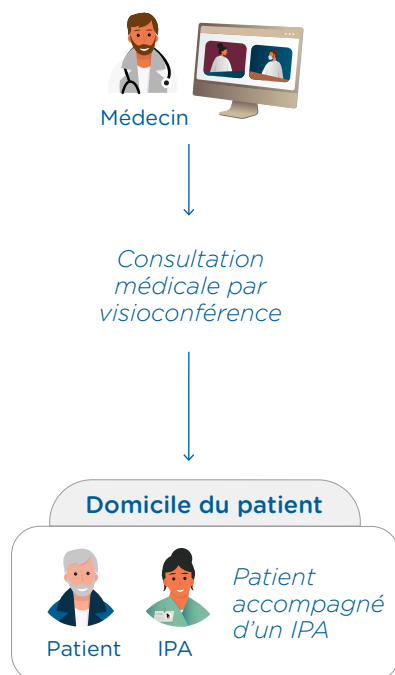 Médecin
Consultation
médicale par
visioconférence
Domicile du patient
Patient
accompagné
d'un IPA
Patient
IPA